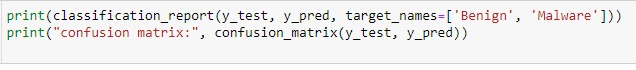 print(classification_report(y_test, y_pred, target_names=['Benign', 'Malware']))
print("confusion matrix:", confusion_matrix(y_test, y_pred))